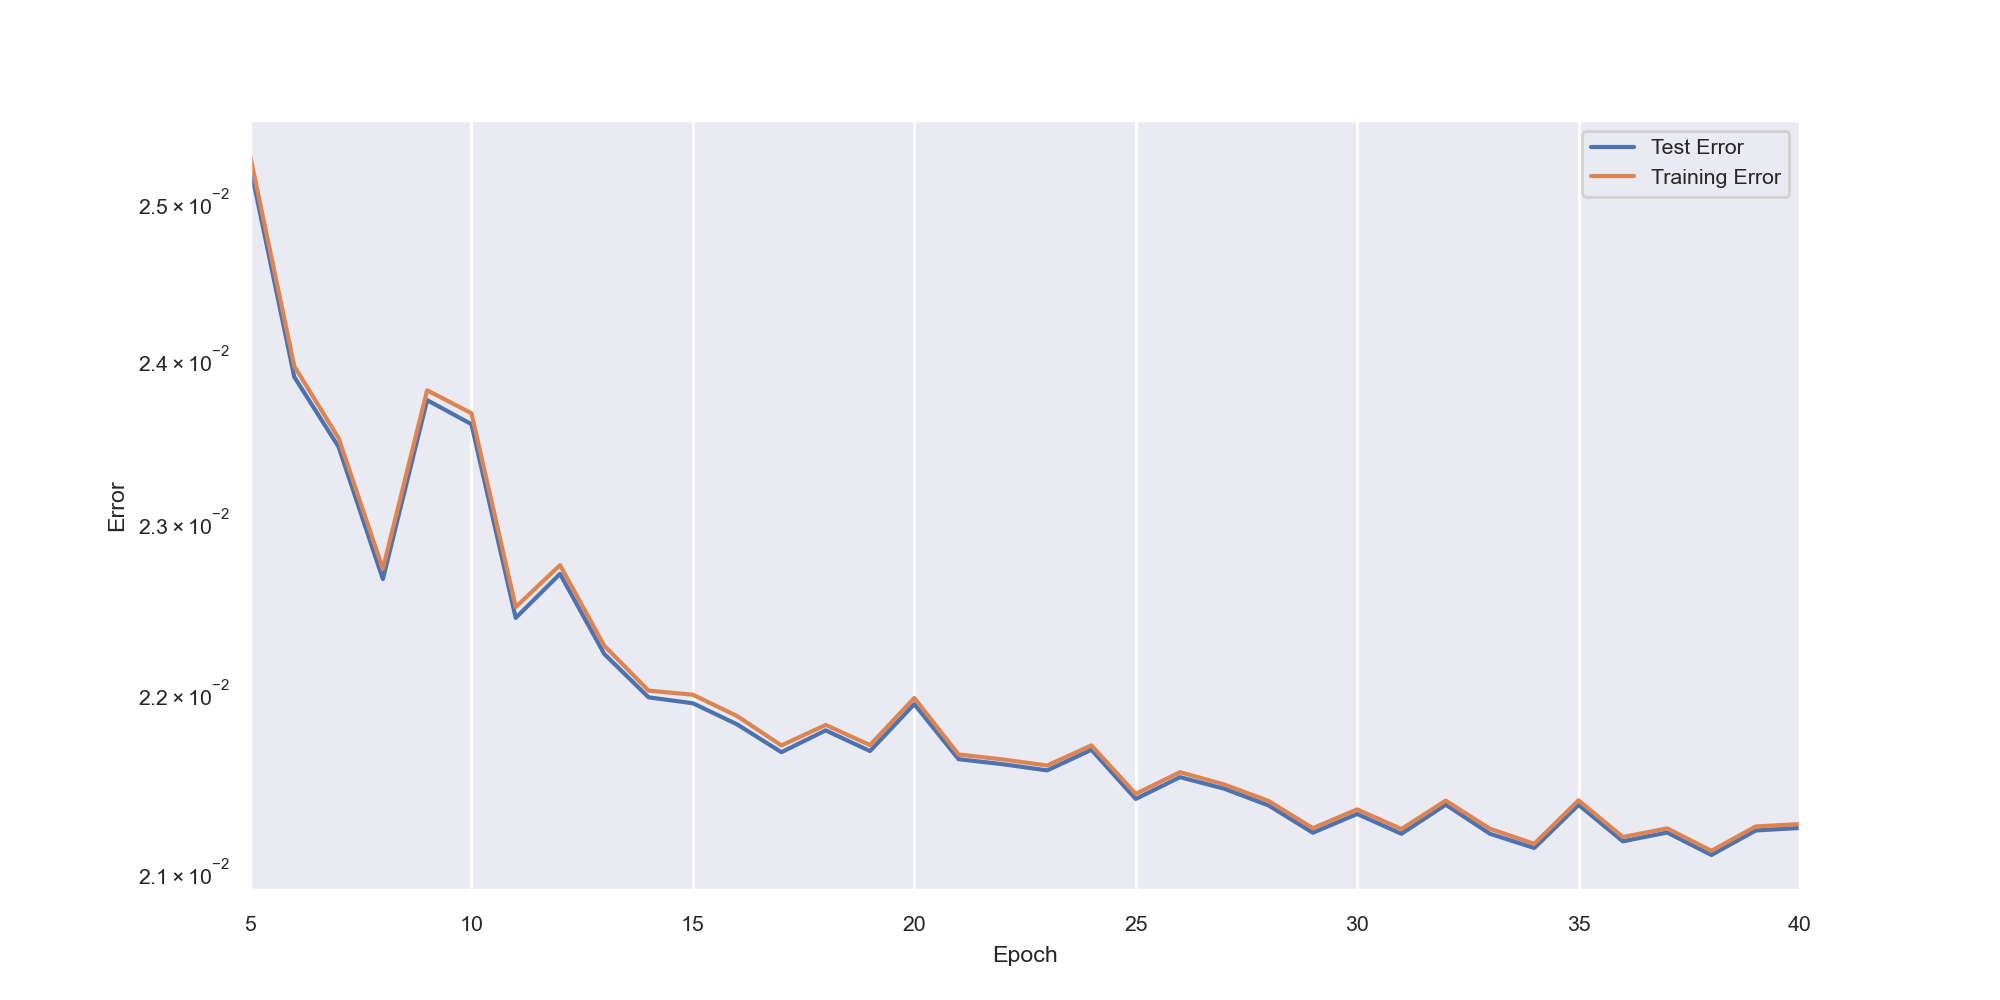 Test Error
Training Error
2.5 × 10⁻²
2.4 × 10⁻²
2.3 × 10⁻²
2.2 × 10⁻²
2.1 × 10⁻²
Error
5 10 15 20 25 30 35 40
Epoch